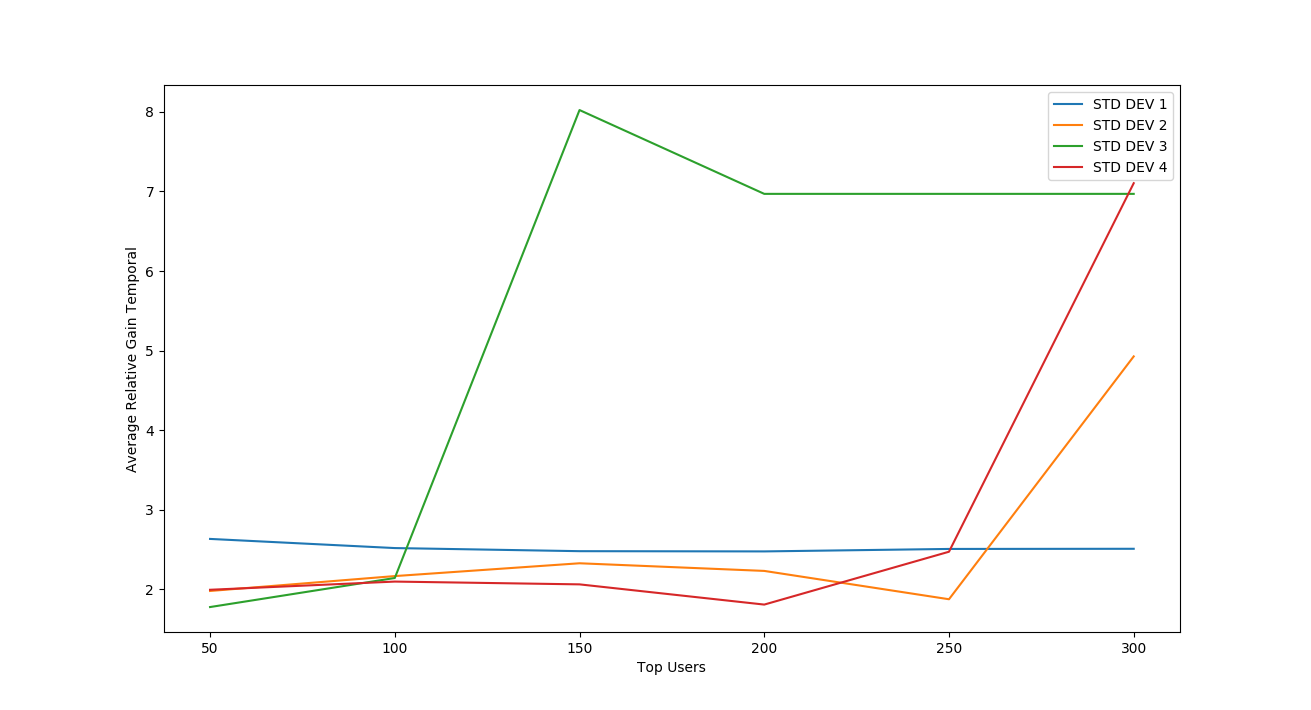 8
7
6
5
4
3
2
Average Relative Gain Temporal
STD DEV 1
STD DEV 2
STD DEV 3
STD DEV 4
50 100 150 200 250 300
Top Users